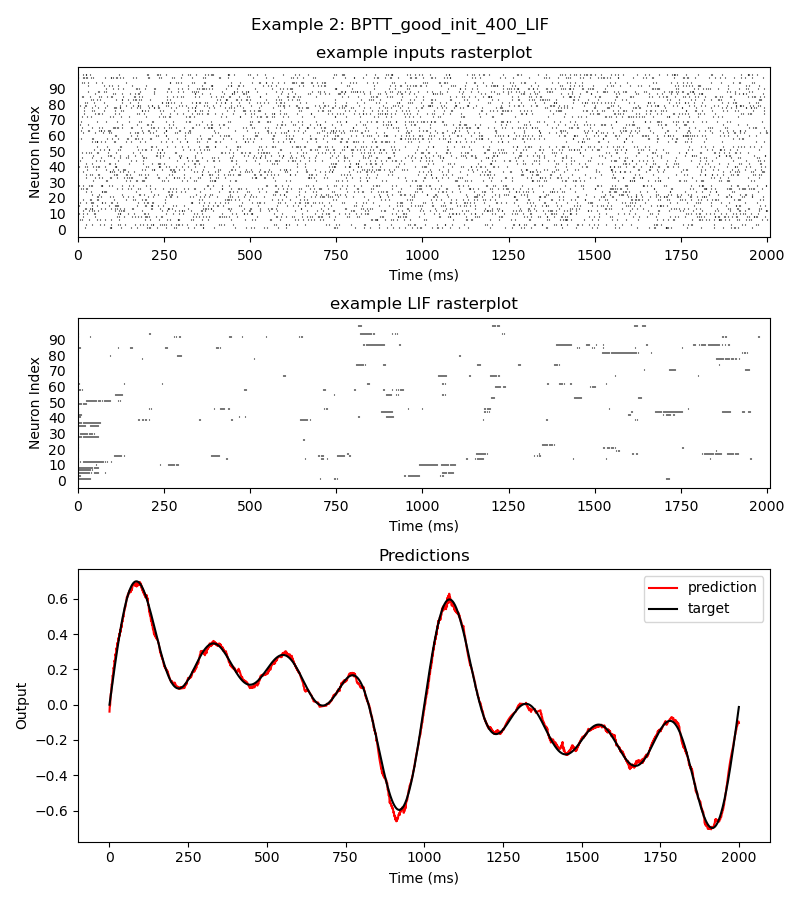 Example 2: BPTT_good_init_400_LIF
example inputs rasterplot
Neuron Index
90
80
70
60
50
40
30
20
10
0
0 250 500 750 1000 1250 1500 1750 2000
Time (ms)
example LIF rasterplot
Neuron Index
90
80
70
60
50
40
30
20
10
0
0 250 500 750 1000 1250 1500 1750 2000
Time (ms)
Predictions
Output
0.6
0.4
0.2
0.0
−0.2
−0.4
−0.6
prediction
target
0 250 500 750 1000 1250 1500 1750 2000
Time (ms)